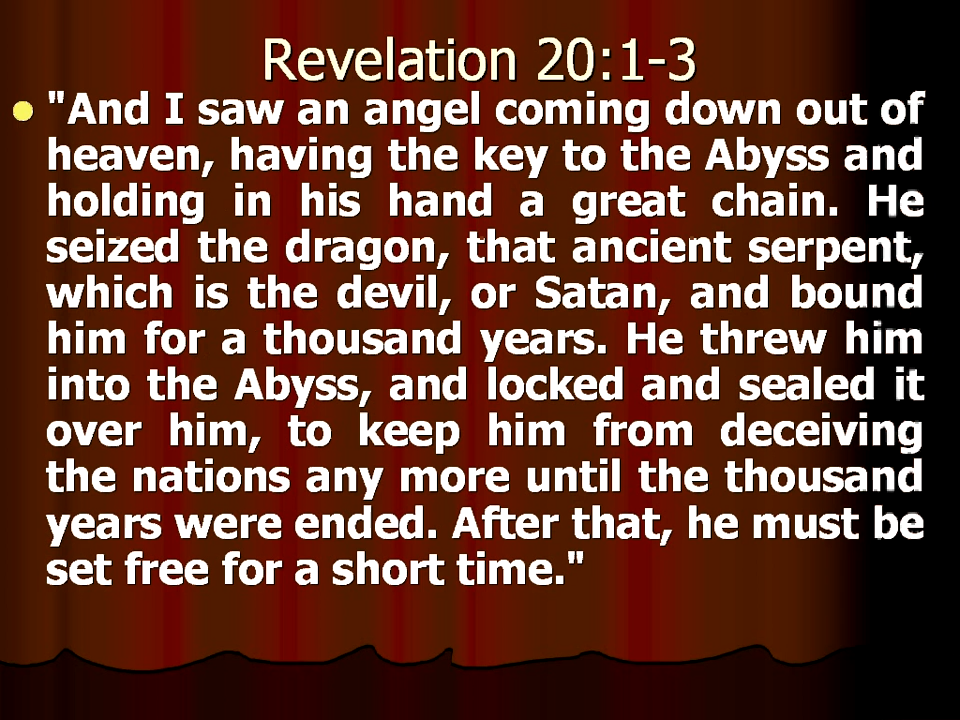 Revelation 20:1-3
"And I saw an angel coming down out of
heaven, having the key to the Abyss and
holding in his hand a great chain. He
seized the dragon, that ancient serpent,
which is the devil, or Satan, and bound
him for a thousand years. He threw him
into the Abyss, and locked and sealed it
over him, to keep him from deceiving
the nations any more until the thousand
years were ended. After that, he must be
set free for a short time."